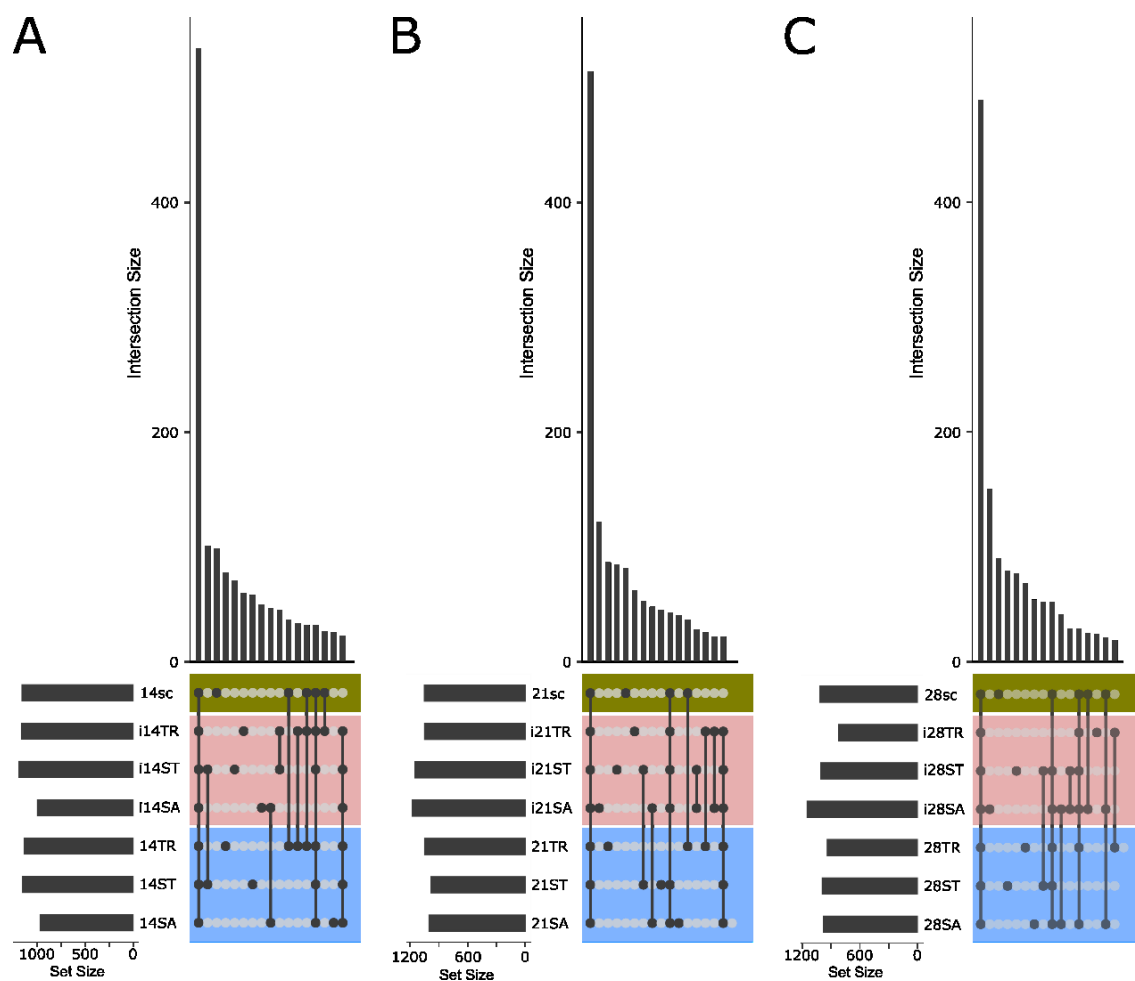 A
B
C
Intersection Size
400
200
0
14sc
i14TR
i14ST
i14SA
14TR
14ST
14SA
1000 500 0
Set Size
Intersection Size
400
200
0
21sc
i21TR
i21ST
i21SA
21TR
21ST
21SA
1200 600 0
Set Size
Intersection Size
400
200
0
28sc
i28TR
i28ST
i28SA
28TR
28ST
28SA
1200 600 0
Set Size